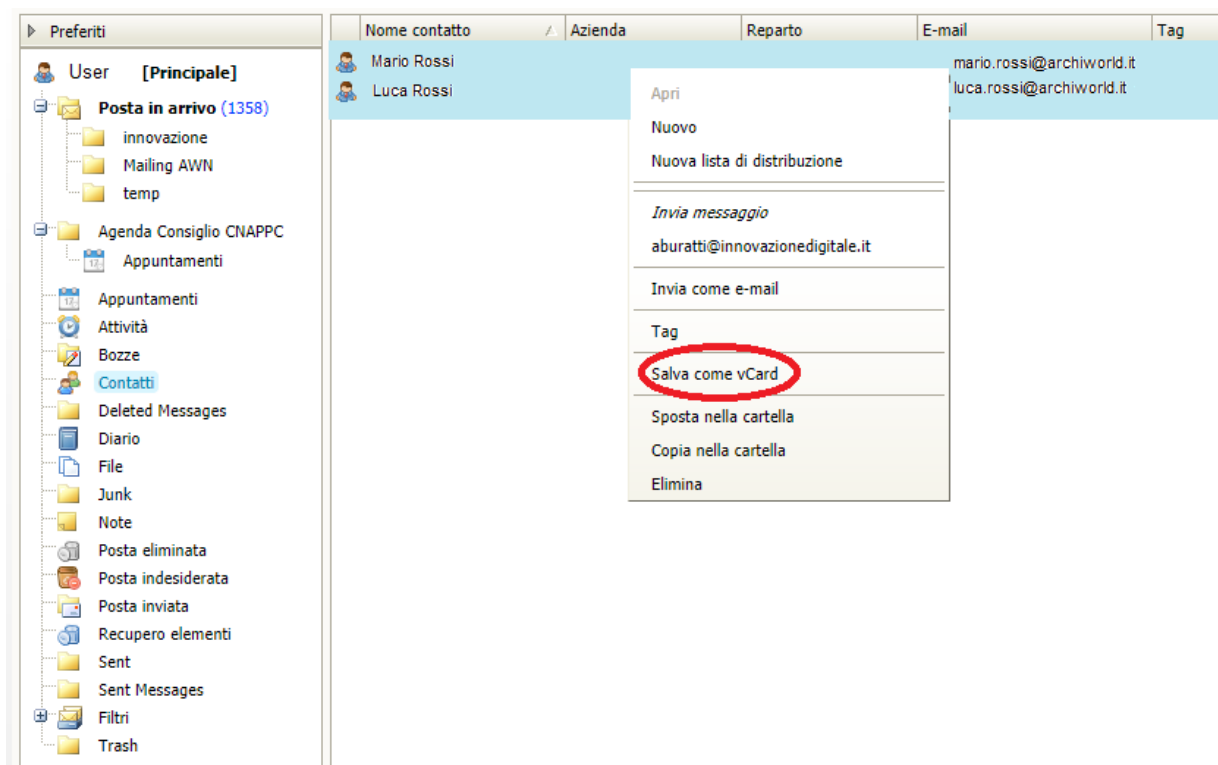 Preferiti
User [Principale]
Posta in arrivo (1358)
innovazione
Mailing AWN
temp
Agenda Consiglio CNAPPC
Appuntamenti
Appuntamenti
Attività
Bozze
Contatti
Deleted Messages
Diario
File
Junk
Note
Posta eliminata
Posta indesiderata
Posta inviata
Recupero elementi
Sent
Sent Messages
Filtri
Trash
Nome contatto Azienda Reparto E-mail Tag
Mario Rossi mario.rossi@archiworld.it
Luca Rossi luca.rossi@archiworld.it
Apri
Nuovo
Nuova lista di distribuzione
Invia messaggio
aburatti@innovazionedigitale.it
Invia come e-mail
Tag
Salva come vCard
Sposta nella cartella
Copia nella cartella
Elimina